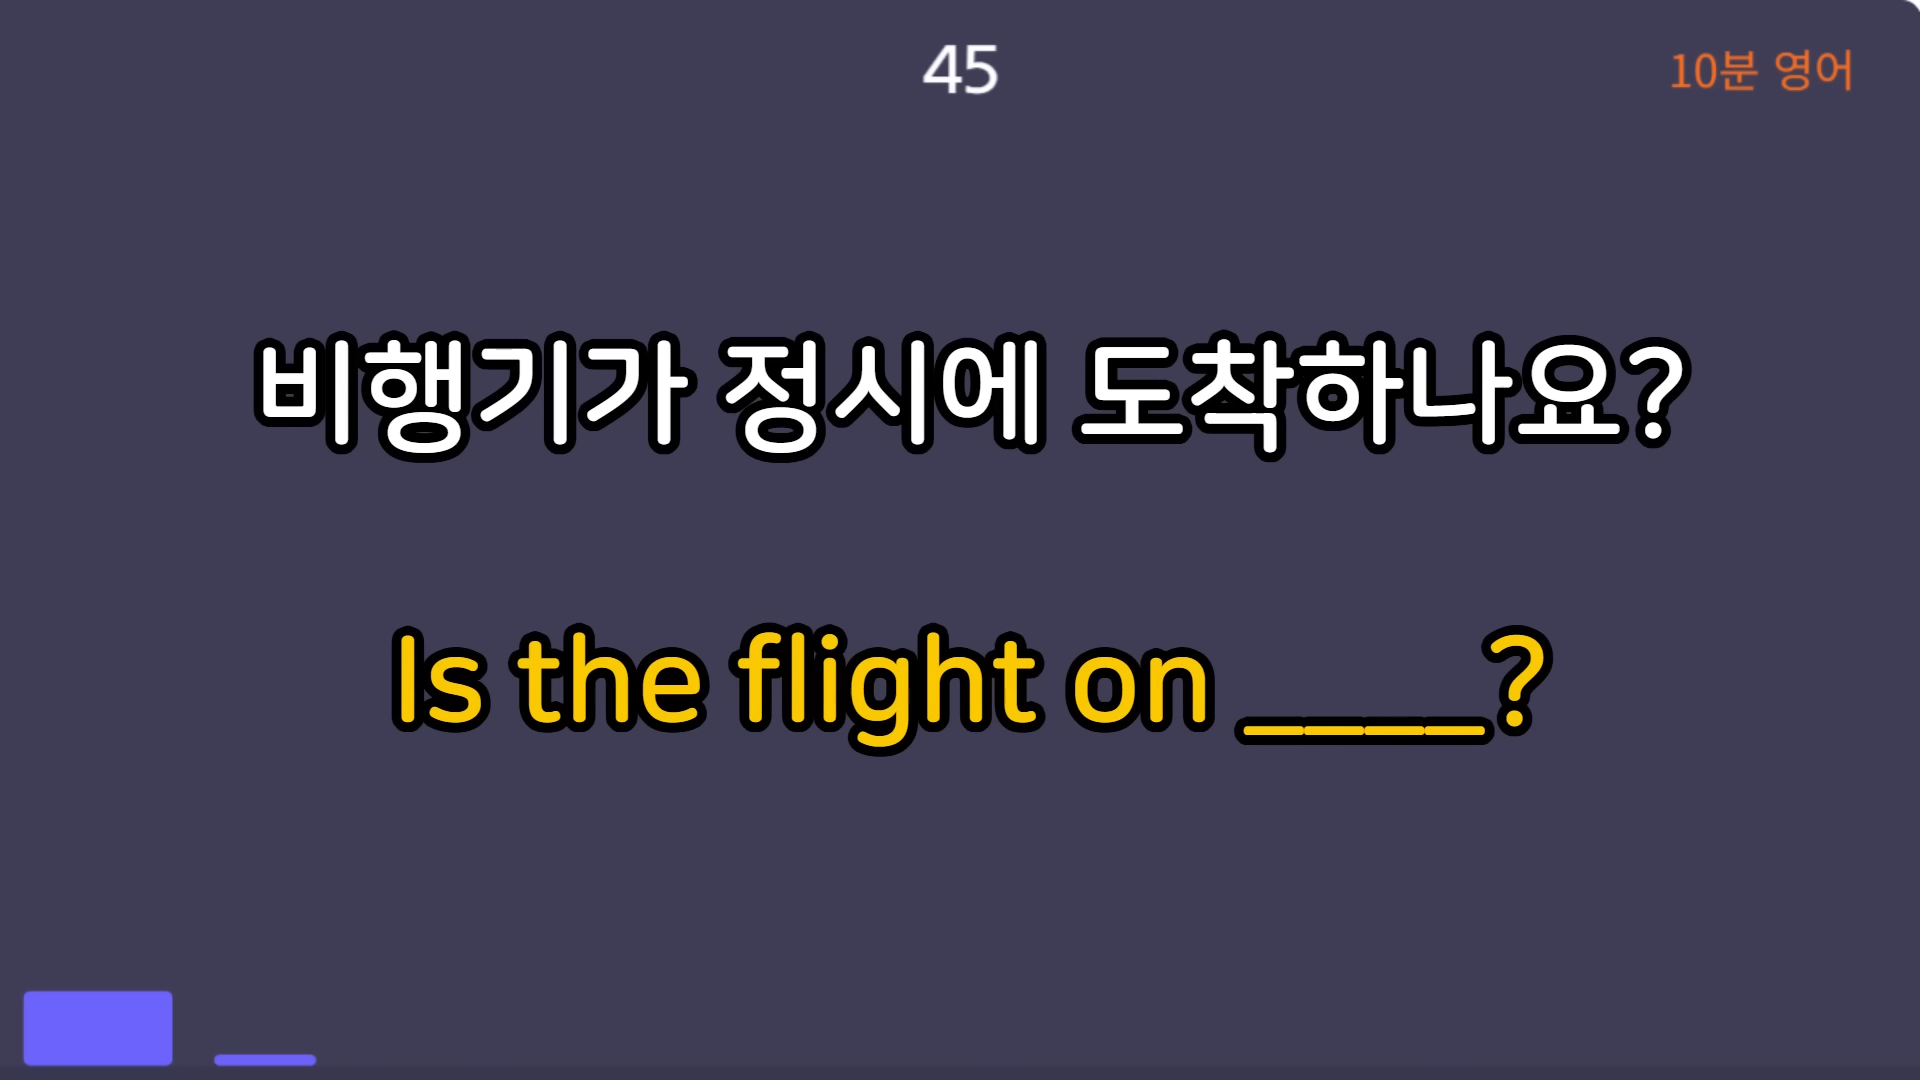 45
10분 영어
비행기가 정시에 도착하나요?
Is the flight on ____?